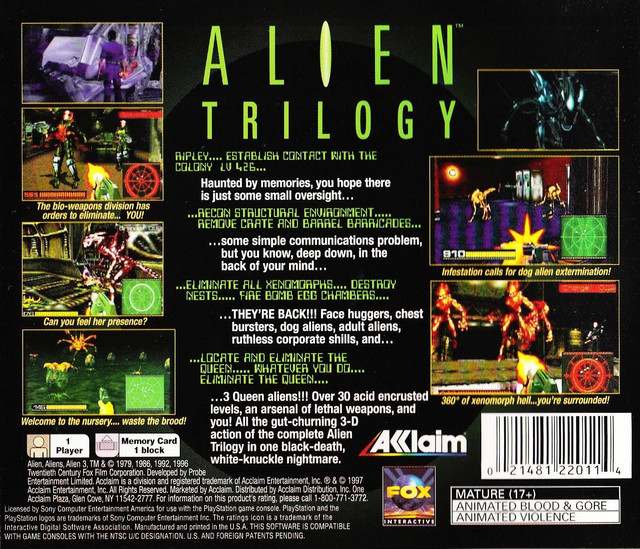 ALIEN™
TRILOGY
RIPLEY.... ESTABLISH CONTACT WITH THE
COLONY LV 426...
Haunted by memories, you hope there
is just some small oversight...
...RECON STRUCTURAL ENVIRONMENT.....
REMOVE CRATE AND BARREL BARRICADES...
...some simple communications problem,
but you know, deep down, in the
back of your mind...
...ELIMINATE ALL XENOMORPHS.... DESTROY
NESTS..... FIRE BOMB EGG CHAMBERS....
...THEY'RE BACK!!! Face huggers, chest
bursters, dog aliens, adult aliens,
ruthless corporate shills, and...
...LOCATE AND ELIMINATE THE
QUEEN..... WHATEVER YOU DO....
ELIMINATE THE QUEEN....
...3 Queen aliens!!! Over 30 acid encrusted
levels, an arsenal of lethal weapons, and
you! All the gut-churning 3-D
action of the complete Alien
Trilogy in one black-death,
white-knuckle nightmare.
The bio-weapons division has
orders to eliminate... YOU!
Can you feel her presence?
Welcome to the nursery.... waste the brood!
910
Infestation calls for dog alien extermination!
360° of xenomorph hell...you're surrounded!
1
Player
Memory Card
1 block
AKKlaim
FOX
INTERACTIVE
0 21481 22011 4
MATURE (17+)
ANIMATED BLOOD & GORE
ANIMATED VIOLENCE
Alien, Aliens, Alien 3, TM & © 1979, 1986, 1992, 1996
Twentieth Century Fox Film Corporation. Developed by Probe
Entertainment Limited. Acclaim is a division and registered trademark of Acclaim Entertainment, Inc. ® & © 1997
Acclaim Entertainment, Inc. All Rights Reserved. Marketed by Acclaim. Distributed by Acclaim Distribution, Inc. One
Acclaim Plaza, Glen Cove, NY 11542-2777. For information on this product's rating, please call 1-800-771-3772.
Licensed by Sony Computer Entertainment America for use with the PlayStation game console. PlayStation and the
PlayStation logos are trademarks of Sony Computer Entertainment Inc. The ratings icon is a trademark of the
Interactive Digital Software Association. Manufactured and printed in the U.S.A. THIS SOFTWARE IS COMPATIBLE
WITH GAME CONSOLES WITH THE NTSC U/C DESIGNATION. U.S. AND FOREIGN PATENTS PENDING.